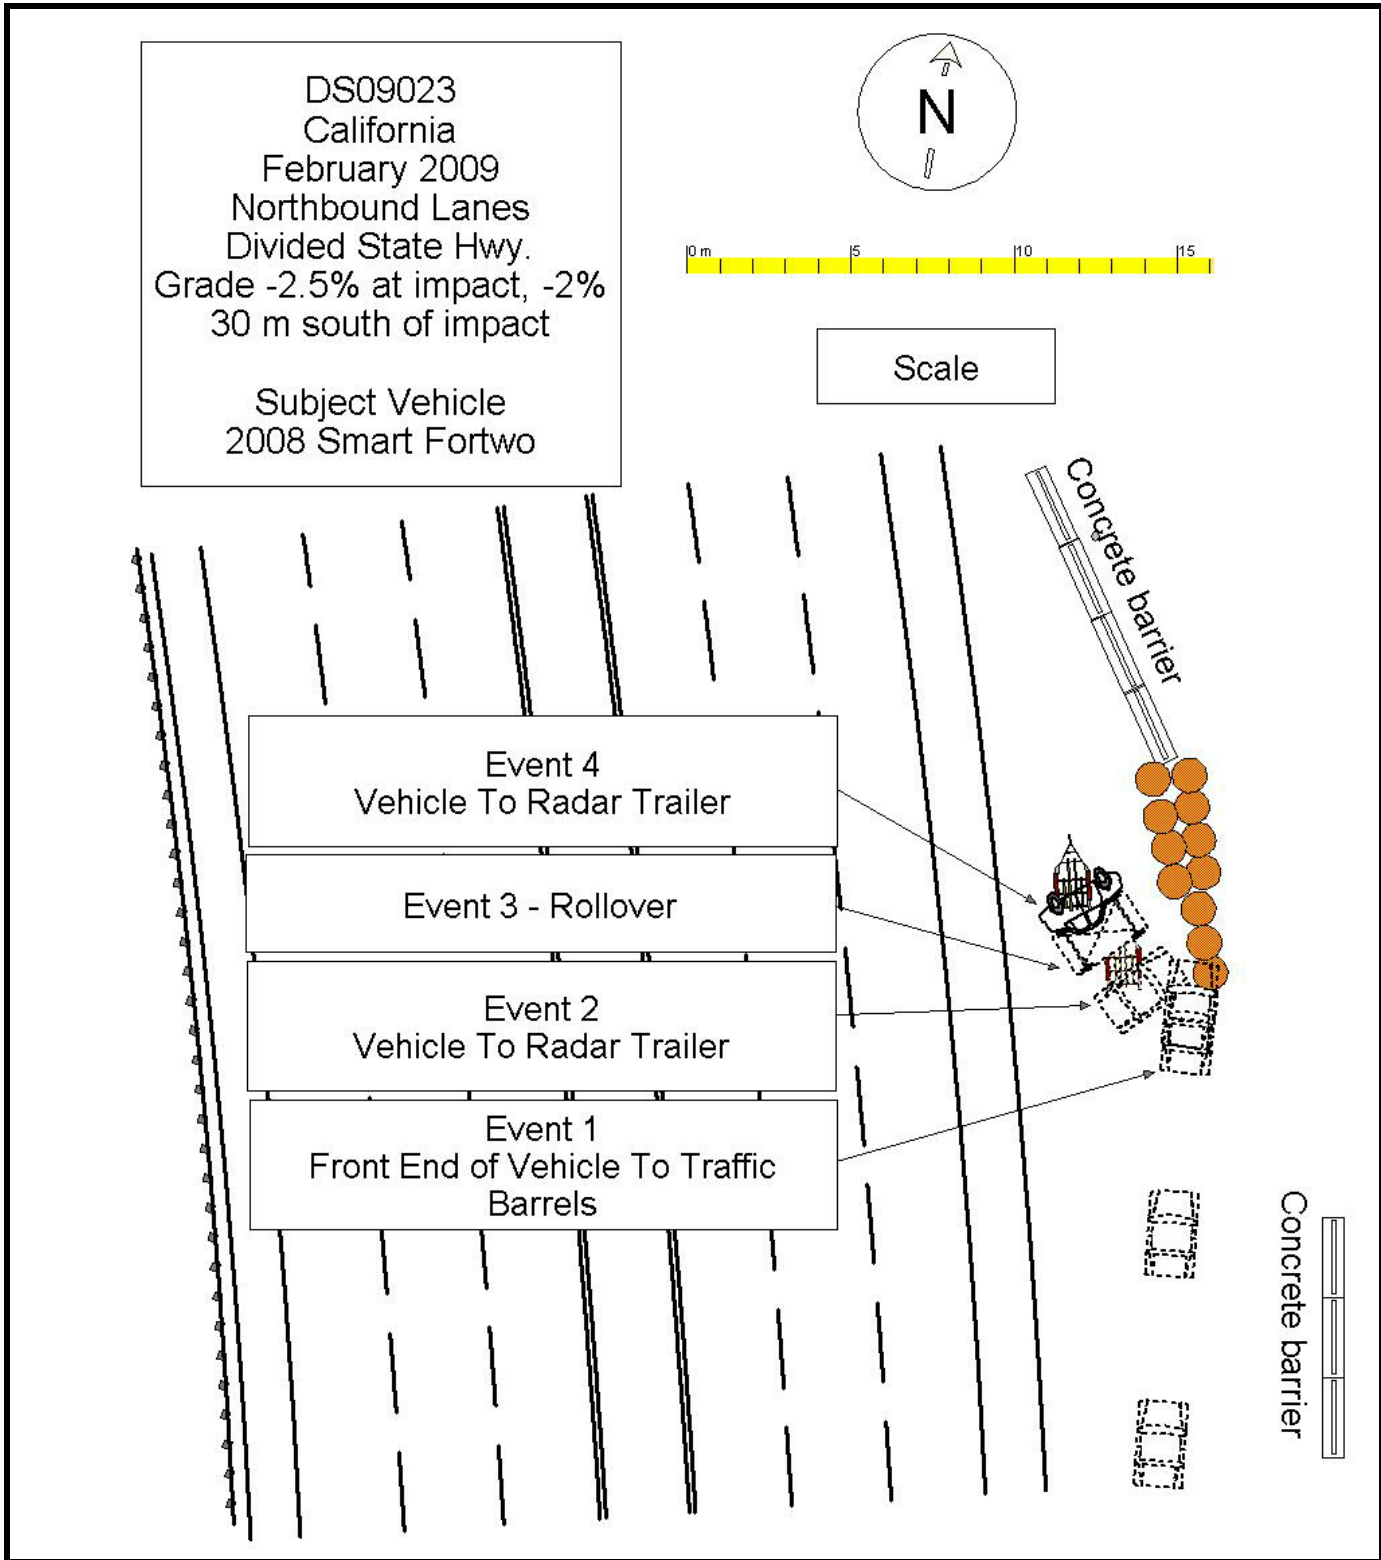 DS09023
California
February 2009
Northbound Lanes
Divided State Hwy.
Grade -2.5% at impact, -2%
30 m south of impact
Subject Vehicle
2008 Smart Fortwo
N
0 m
5
10
15
Scale
Concrete barrier
Event 4
Vehicle To Radar Trailer
Event 3 - Rollover
Event 2
Vehicle To Radar Trailer
Event 1
Front End of Vehicle To Traffic
Barrels
Concrete barrier